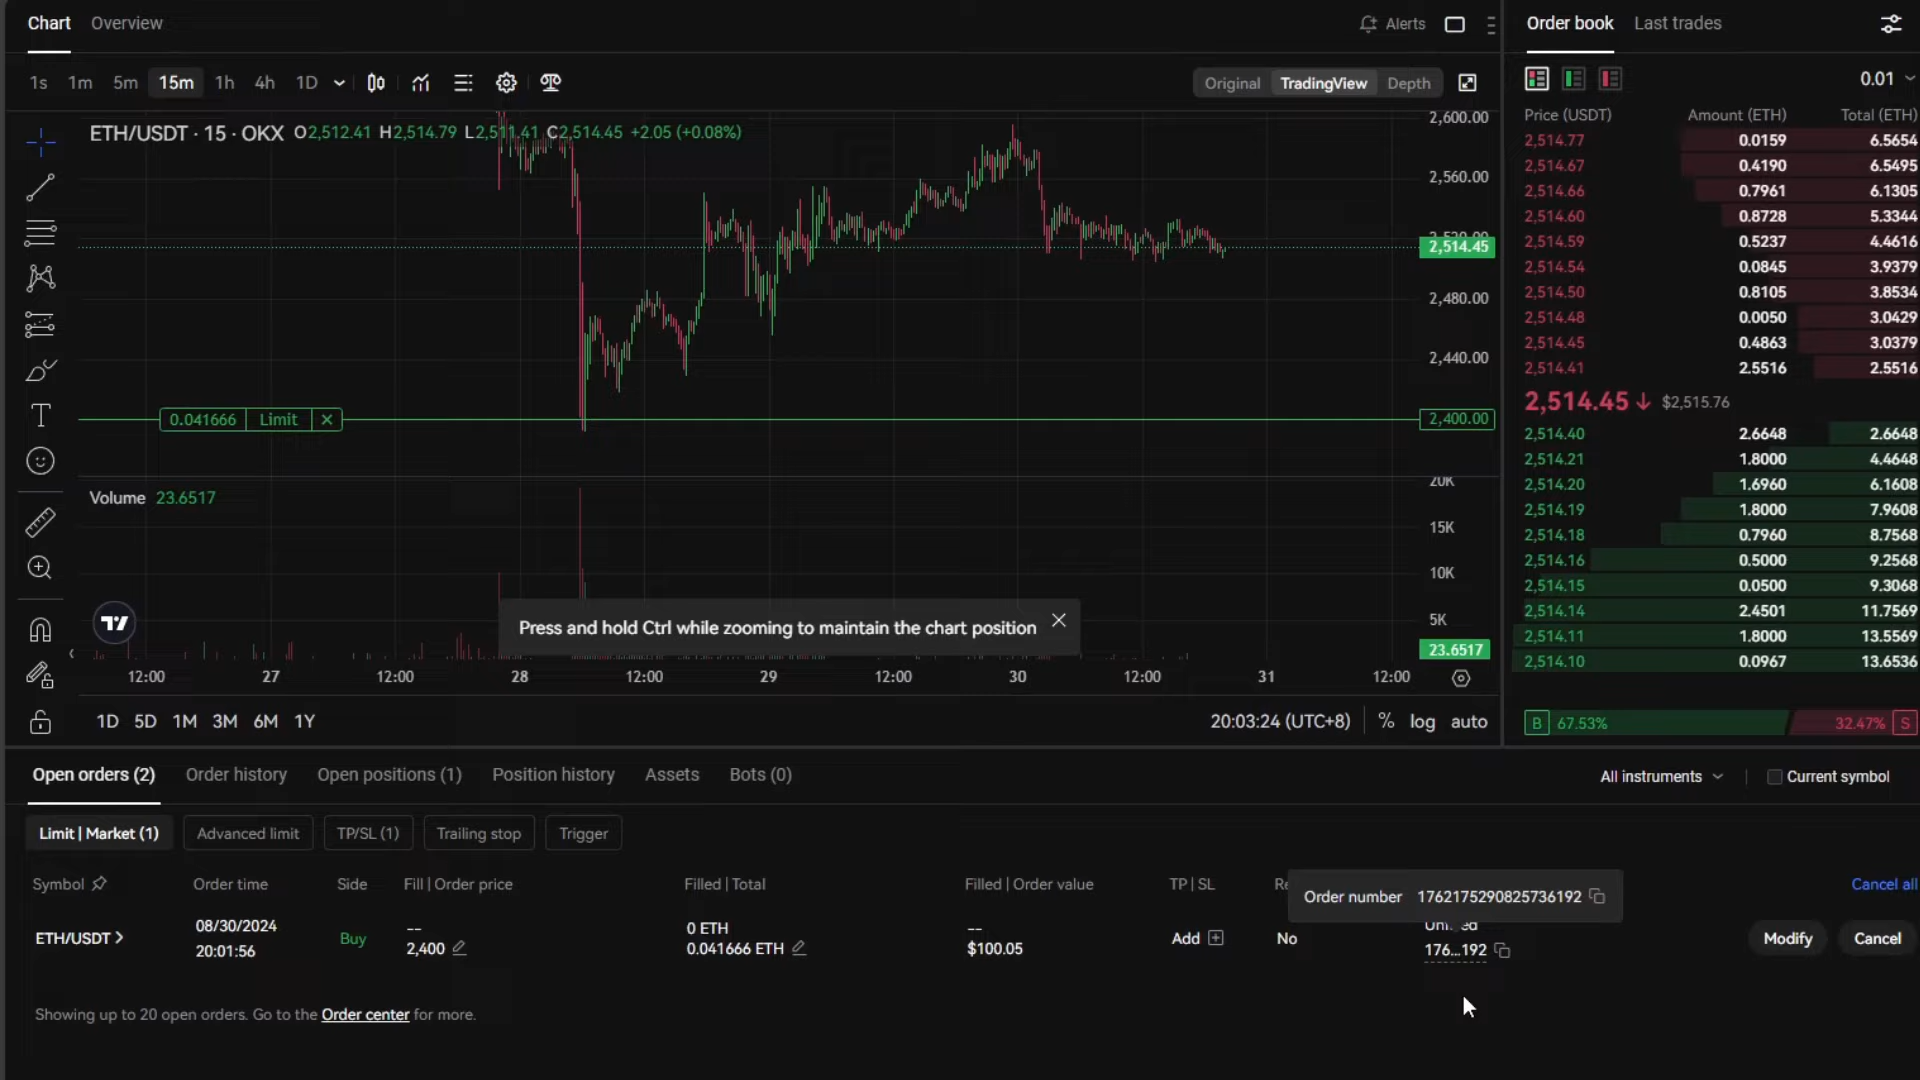 Chart Overview Alerts
1s 1m 5m 15m 1h 4h 1D Original TradingView Depth
ETH/USDT · 15 · OKX O2,512.41 H2,514.79 L2,511.41 C2,514.45 +2.05 (+0.08%)
2,600.00
2,560.00
2,520.00
2,514.45
2,480.00
2,440.00
0.041666 Limit 2,400.00
Volume 23.6517
20K
15K
10K
5K
23.6517
Press and hold Ctrl while zooming to maintain the chart position
12:00 27 12:00 28 12:00 29 12:00 30 12:00 31 12:00
1D 5D 1M 3M 6M 1Y 20:03:24 (UTC+8) % log auto
Order book Last trades
0.01
Price (USDT) Amount (ETH) Total (ETH)
2,514.77 0.0159 6.5654
2,514.67 0.4190 6.5495
2,514.66 0.7961 6.1305
2,514.60 0.8728 5.3344
2,514.59 0.5237 4.4616
2,514.54 0.0845 3.9379
2,514.50 0.8105 3.8534
2,514.48 0.0050 3.0429
2,514.45 0.4863 3.0379
2,514.41 2.5516 2.5516
2,514.45 ↓ $2,515.76
2,514.40 2.6648 2.6648
2,514.21 1.8000 4.4648
2,514.20 1.6960 6.1608
2,514.19 1.8000 7.9608
2,514.18 0.7960 8.7568
2,514.16 0.5000 9.2568
2,514.15 0.0500 9.3068
2,514.14 2.4501 11.7569
2,514.11 1.8000 13.5569
2,514.10 0.0967 13.6536
B 67.53% 32.47% S
Open orders (2) Order history Open positions (1) Position history Assets Bots (0) All instruments Current symbol
Limit | Market (1) Advanced limit TP/SL (1) Trailing stop Trigger
Symbol Order time Side Fill | Order price Filled | Total Filled | Order value TP | SL Order number 1762175290825736192 Cancel all
ETH/USDT 08/30/2024 Buy -- 0 ETH -- Add No Modify Cancel
20:01:56 2,400 0.041666 ETH $100.05 176...192
Showing up to 20 open orders. Go to the Order center for more.